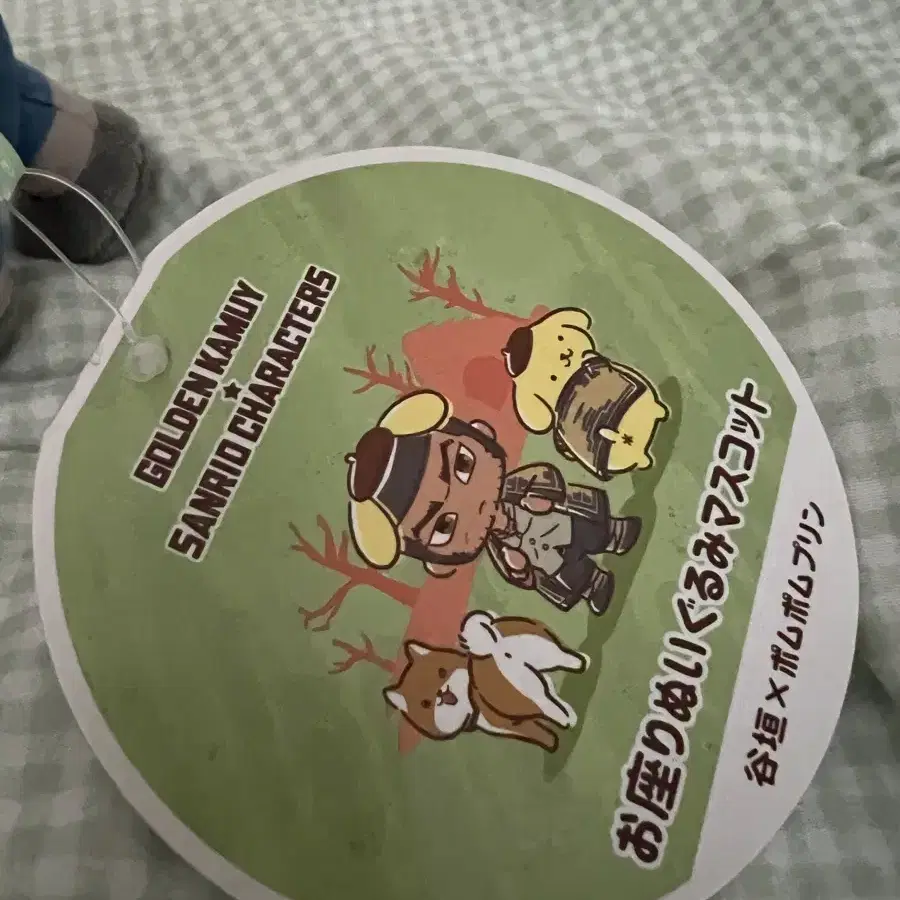 GOLDEN KAMUY
★
SANRIO CHARACTERS
お座りぬいぐるみマスコット
谷垣×ポムポムプリン